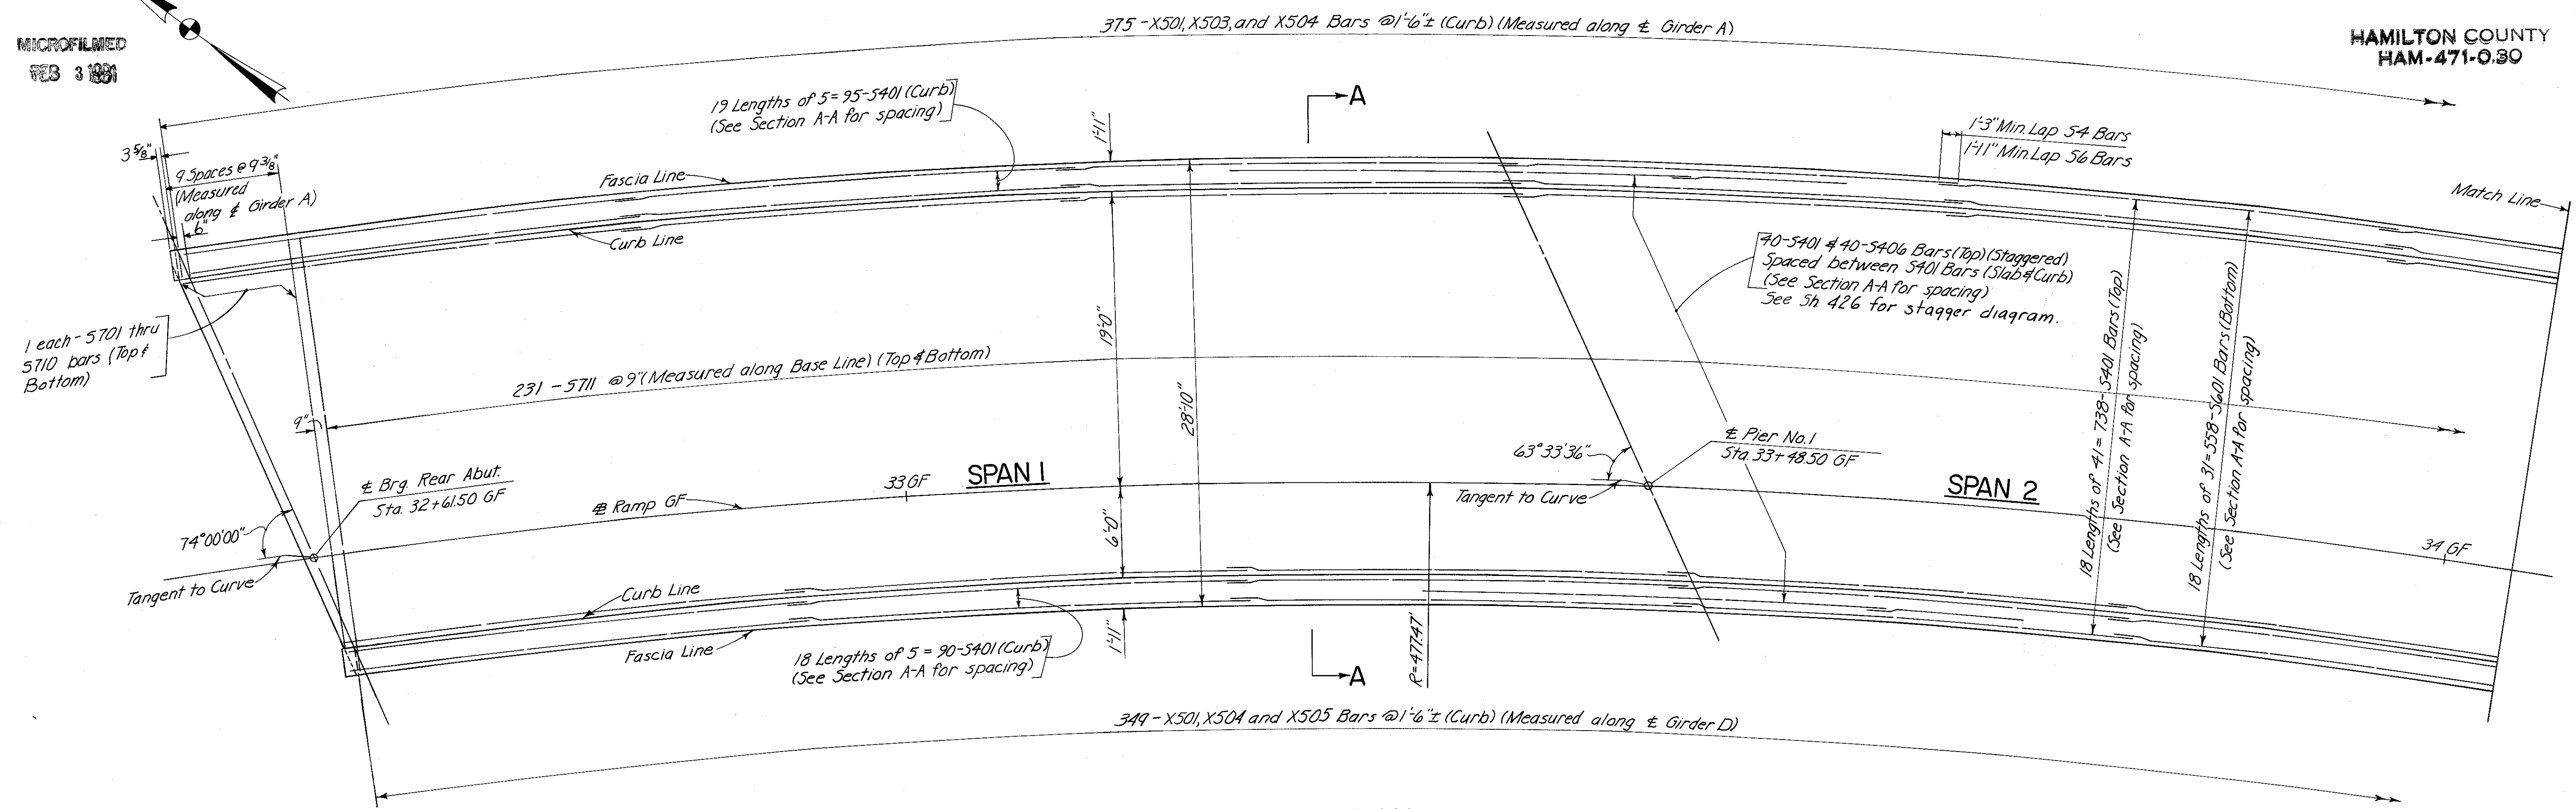 375-X501, X503, and X504 Bars @1'-6"± (Curb) (Measured along ℄ Girder A)
MICROFILMED
FEB 3 1981
HAMILTON COUNTY
HAM-471-0.30
19 Lengths of 5=95-S401 (Curb)
(See Section A-A for spacing)
A
1'-11"
1'-3" Min. Lap S4 Bars
1'-11" Min. Lap S6 Bars
3 5/8"
9 Spaces @ 9 3/8"
(Measured
along ℄ Girder A)
6"
Fascia Line
Match Line
Curb Line
40-S401 & 40-S406 Bars (Top) (Staggered)
Spaced between S401 Bars (Slab & Curb)
(See Section A-A for spacing)
See Sh 426 for stagger diagram.
1 each - S701 thru
S710 bars (Top &
Bottom)
19'-0"
231 - S711 @ 9" (Measured along Base Line) (Top & Bottom)
28'-10"
18 Lengths of 41 = 738-S401 Bars (Top)
(See Section A-A for spacing)
18 Lengths of 31=558-S601 Bars (Bottom)
(See Section A-A for spacing)
9"
℄ Brg. Rear Abut.
Sta. 32+61.50 GF
33 GF
SPAN 1
63°33'36"
℄ Pier No. 1
Sta. 33+48.50 GF
Tangent to Curve
SPAN 2
Ramp GF
74°00'00"
6'-0"
34 GF
Tangent to Curve
Curb Line
Fascia Line
18 Lengths of 5 = 90-S401 (Curb)
(See Section A-A for spacing)
1'-11"
A
R=477.47'
349-X501, X504 and X505 Bars @1'-6"± (Curb) (Measured along ℄ Girder D)